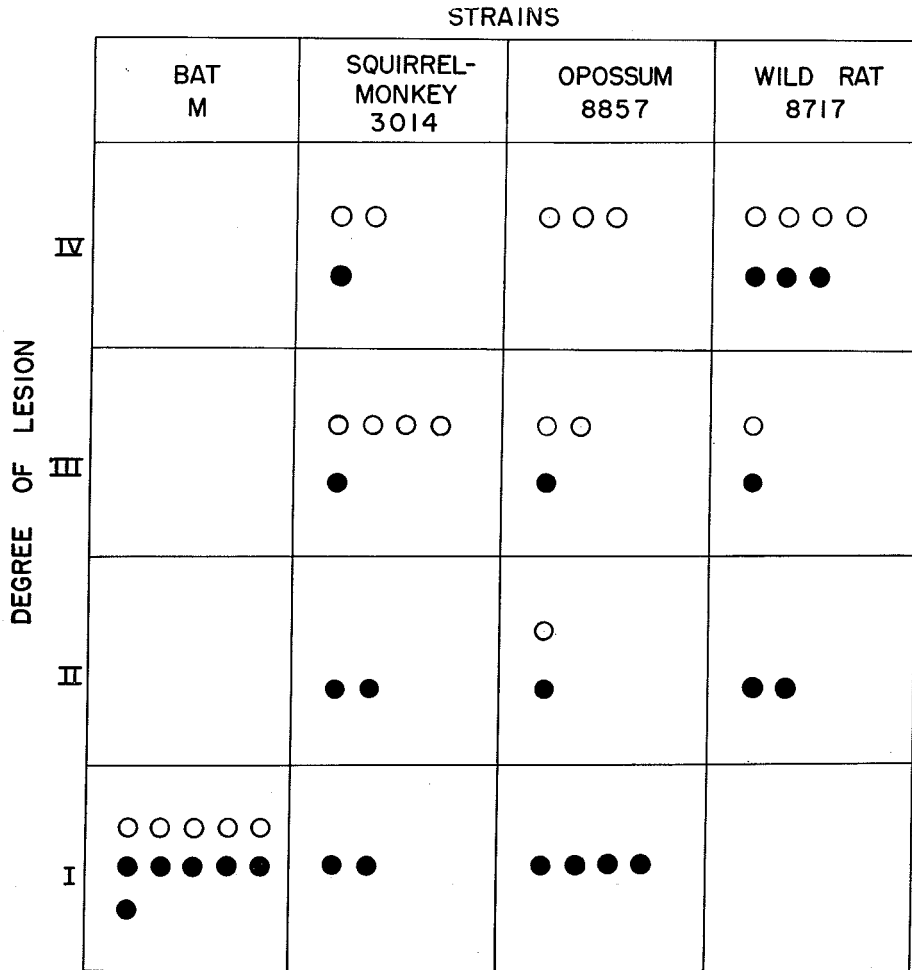 STRAINS
BAT
M
SQUIRREL-
MONKEY
3014
OPOSSUM
8857
WILD RAT
8717
DEGREE OF LESION
IV
III
II
I